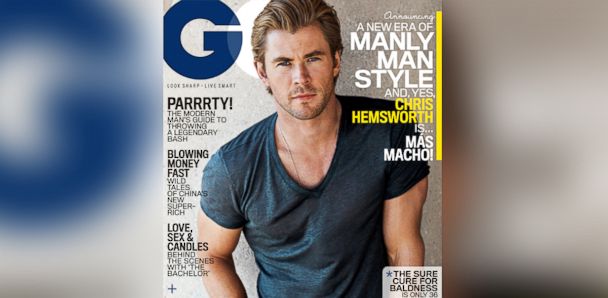 GQ
LOOK SHARP • LIVE SMART
Announcing
A NEW ERA OF
MANLY
MAN
STYLE
AND, YES,
CHRIS
HEMSWORTH
IS...
MÁS
MACHO!
PARRRTY!
THE MODERN
MAN'S GUIDE TO
THROWING
A LEGENDARY
BASH
BLOWING
MONEY
FAST
WILD
TALES
OF CHINA'S
NEW
SUPER-
RICH
LOVE,
SEX &
CANDLES
BEHIND
THE SCENES
WITH "THE
BACHELOR"
+
*THE SURE
CURE FOR
BALDNESS
IS ONLY 36